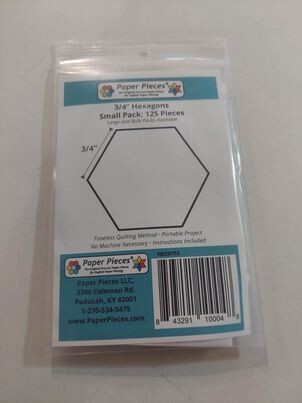 Paper Pieces®
The Original Pre-Cut Paper Pieces
for English Paper Piecing
3/4" Hexagons
Small Pack: 125 Pieces
Large and Bulk Packs Available
3/4"
Timeless Quilting Method • Portable Project
No Machine Necessary • Instructions Included
Paper Pieces®
The Original Pre-Cut Paper Pieces
for English Paper Piecing
Paper Pieces LLC,
3396 Coleman Rd.
Paducah, KY 42001
1-270-534-5475
www.PaperPieces.com
HEX075S
8 43291 10004 8